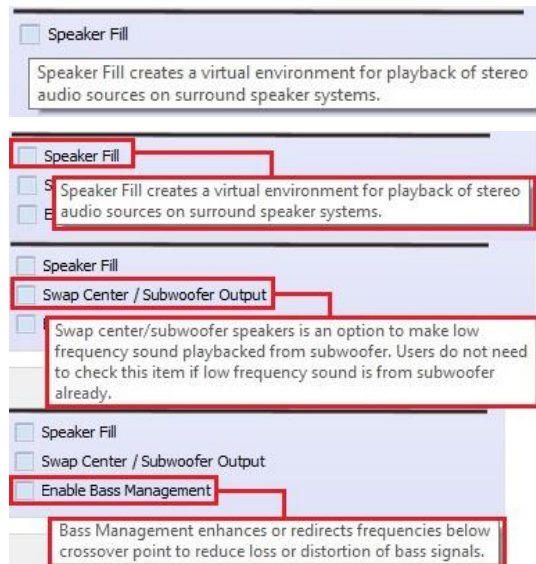 Speaker Fill
Speaker Fill creates a virtual environment for playback of stereo
audio sources on surround speaker systems.
Speaker Fill
S
Speaker Fill creates a virtual environment for playback of stereo
E
audio sources on surround speaker systems.
Speaker Fill
Swap Center / Subwoofer Output
Swap center/subwoofer speakers is an option to make low
frequency sound playbacked from subwoofer. Users do not need
to check this item if low frequency sound is from subwoofer
already.
Speaker Fill
Swap Center / Subwoofer Output
Enable Bass Management
Bass Management enhances or redirects frequencies below
crossover point to reduce loss or distortion of bass signals.